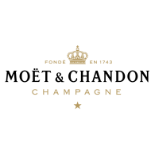 FONDÉ EN 1743
MOËT & CHANDON
CHAMPAGNE